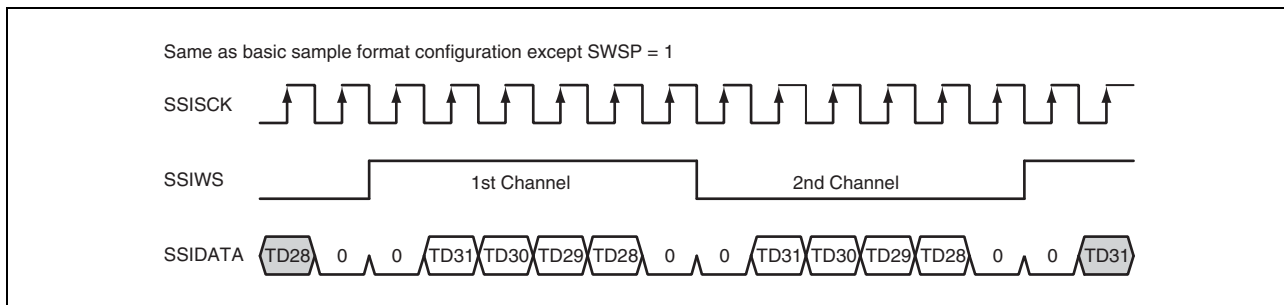 Same as basic sample format configuration except SWSP = 1
SSISCK
SSIWS 1st Channel 2nd Channel
SSIDATA TD28 0 0 TD31 TD30 TD29 TD28 0 0 TD31 TD30 TD29 TD28 0 0 TD31